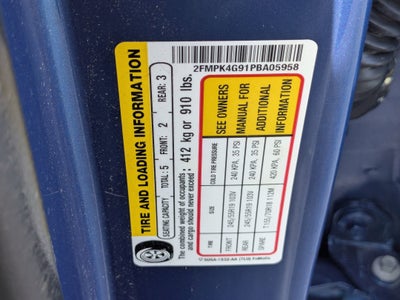 2FMPK4G91PBA05958
TIRE AND LOADING INFORMATION
SEATING CAPACITY TOTAL: 5 FRONT: 2 REAR: 3
The combined weight of occupants
and cargo should never exceed: 412 kg or 910 lbs.
SEE OWNERS
MANUAL FOR
ADDITIONAL
INFORMATION
TIRE SIZE COLD TIRE PRESSURE
FRONT 245/55R19 103V 240 KPA, 35 PSI
REAR 245/55R19 103V 240 KPA, 35 PSI
SPARE T155/70R18 112M 420 KPA, 60 PSI